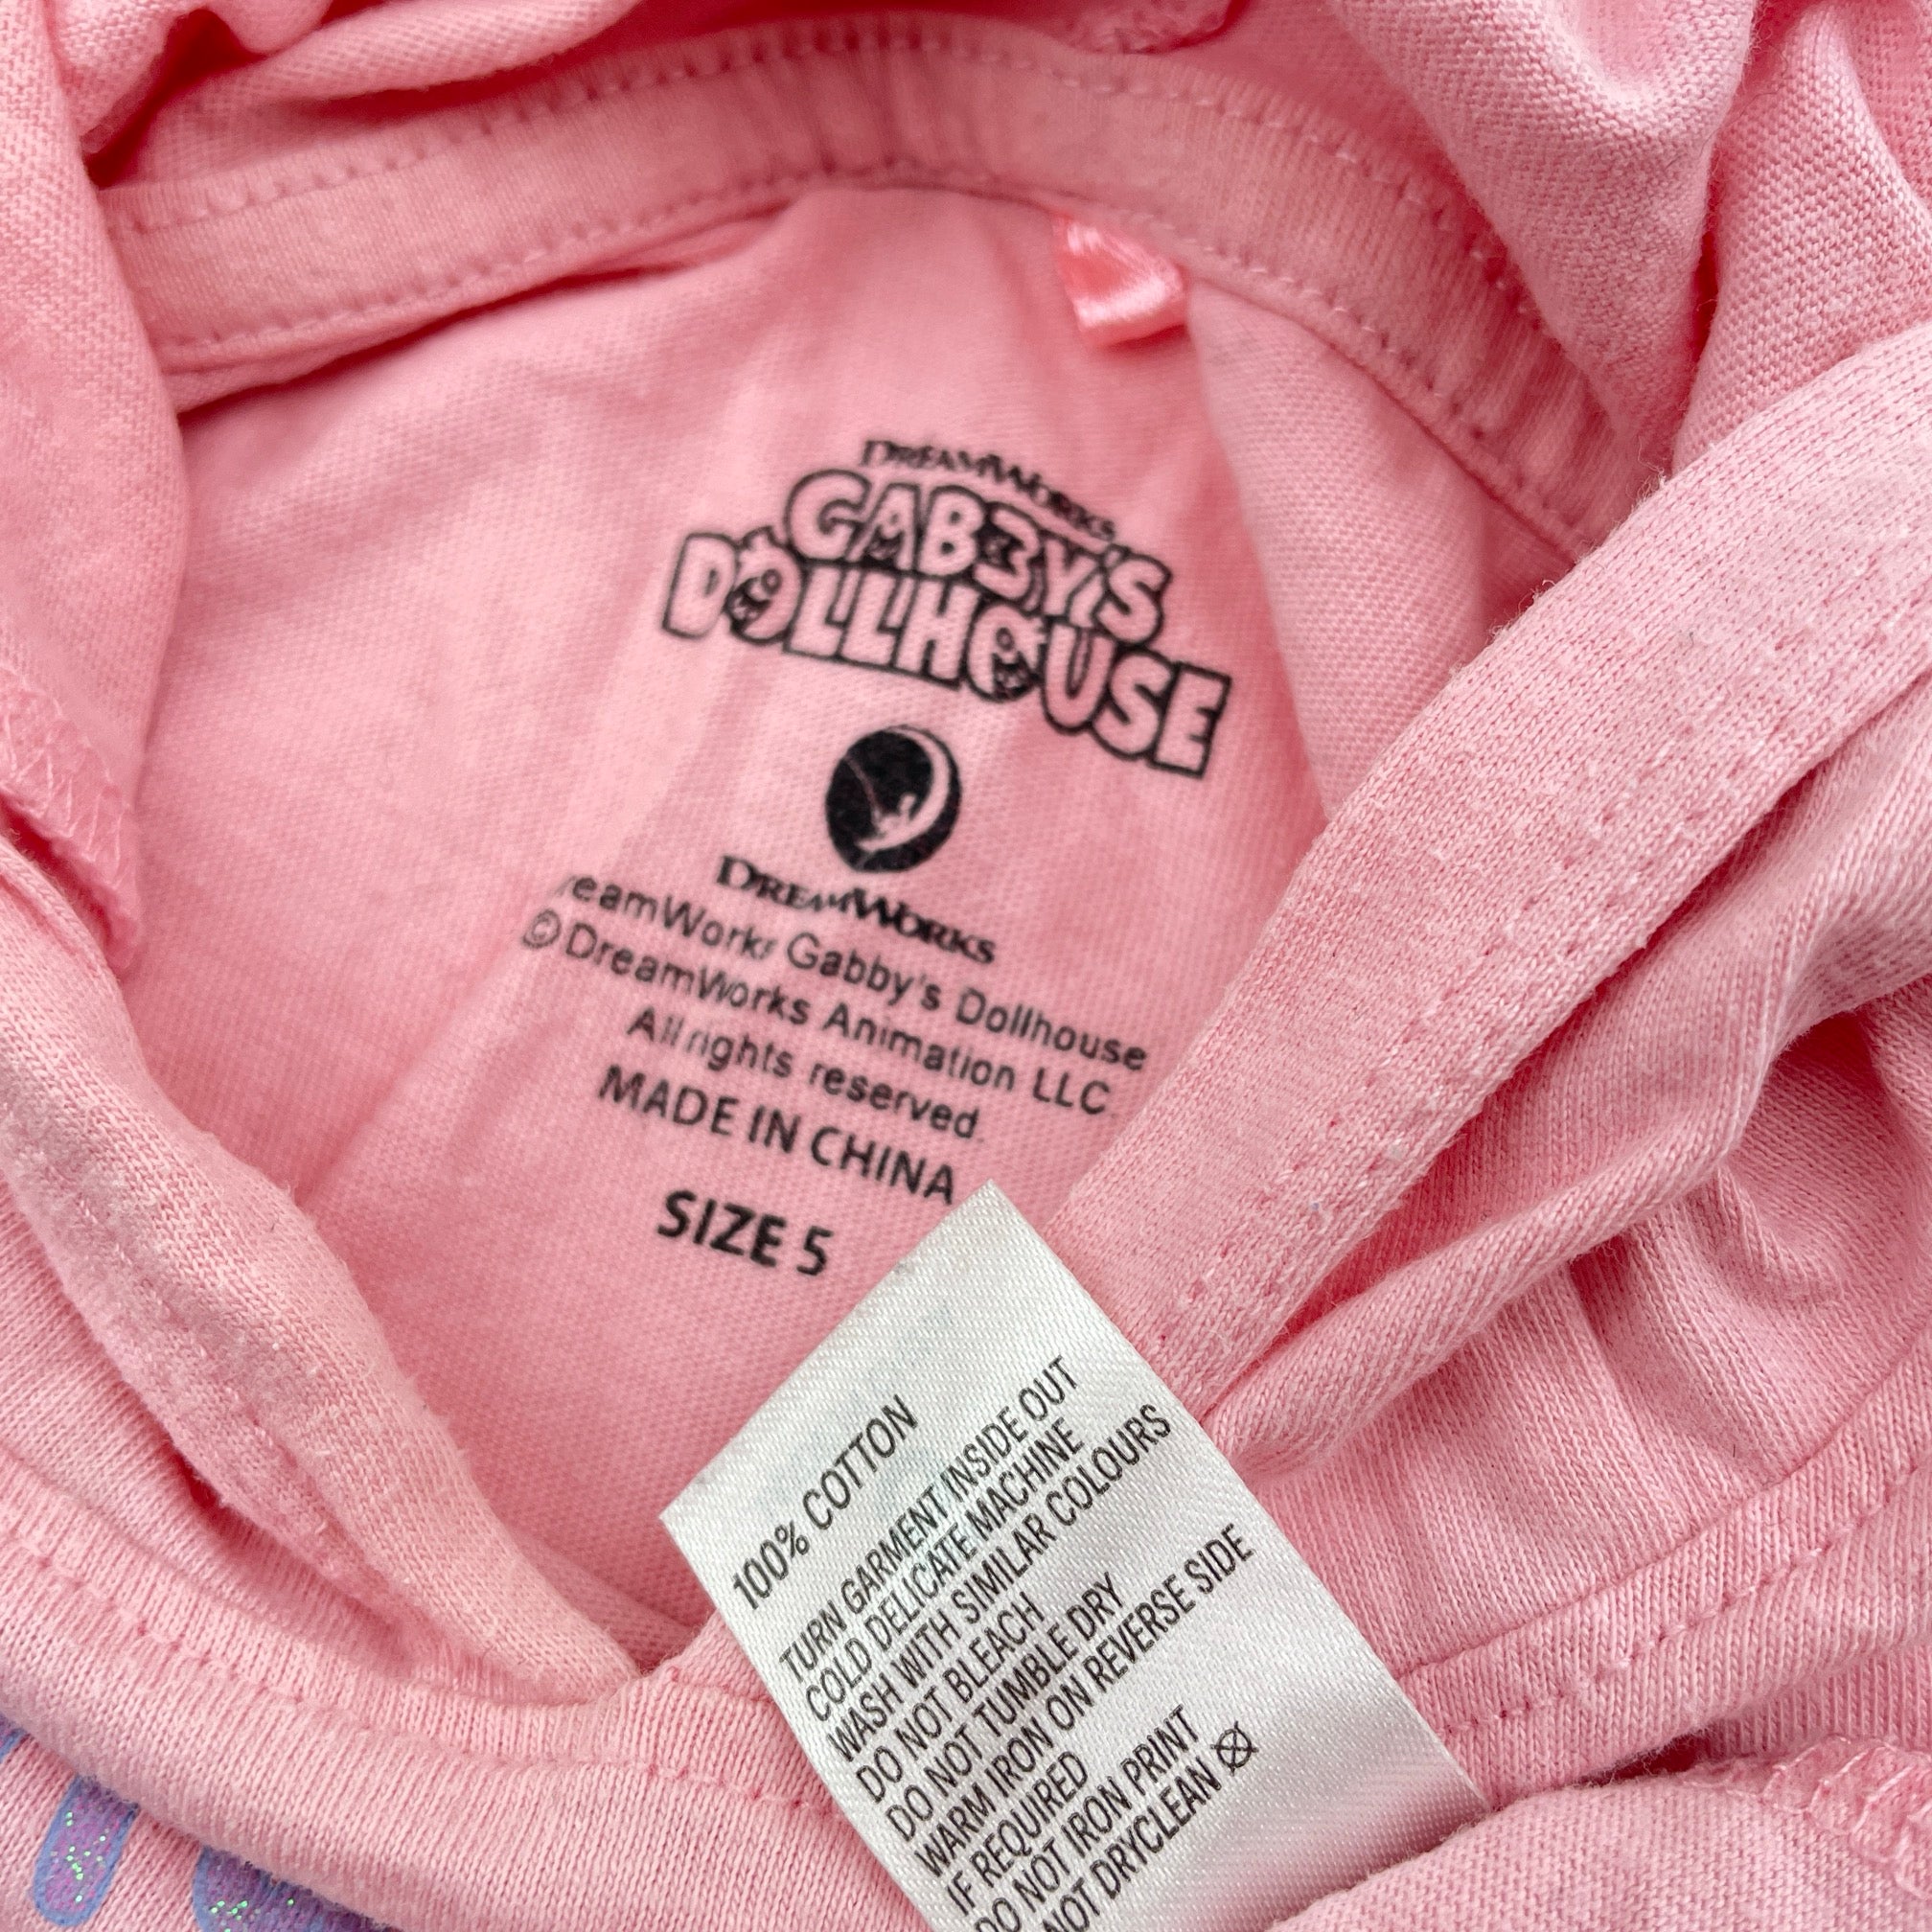 DREAMWORKS
GABBY'S
DOLLHOUSE
DREAMWORKS
Gabby's Dollhouse
© DreamWorks Animation LLC
All rights reserved.
MADE IN CHINA
SIZE 5
100% COTTON
TURN GARMENT INSIDE OUT
COLD DELICATE MACHINE
WASH WITH SIMILAR COLOURS
DO NOT BLEACH
DO NOT TUMBLE DRY
WARM IRON ON REVERSE SIDE
IF REQUIRED
DO NOT IRON PRINT
NOT DRYCLEAN